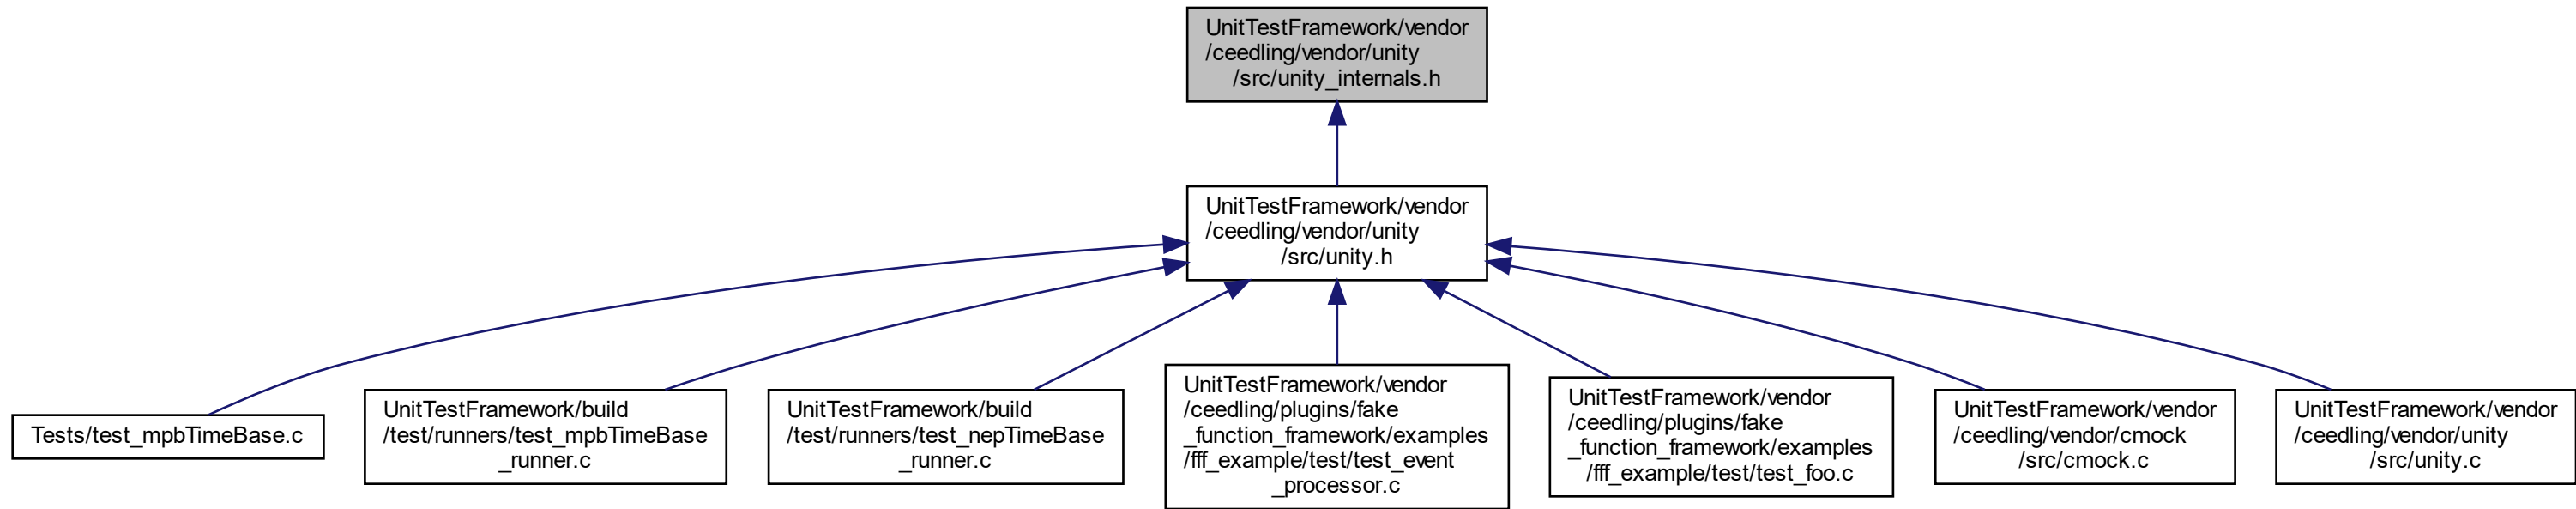 UnitTestFramework/vendor
/ceedling/vendor/unity
/src/unity_internals.h
UnitTestFramework/vendor
/ceedling/vendor/unity
/src/unity.h
Tests/test_mpbTimeBase.c
UnitTestFramework/build
/test/runners/test_mpbTimeBase
_runner.c
UnitTestFramework/build
/test/runners/test_nepTimeBase
_runner.c
UnitTestFramework/vendor
/ceedling/plugins/fake
_function_framework/examples
/fff_example/test/test_event
_processor.c
UnitTestFramework/vendor
/ceedling/plugins/fake
_function_framework/examples
/fff_example/test/test_foo.c
UnitTestFramework/vendor
/ceedling/vendor/cmock
/src/cmock.c
UnitTestFramework/vendor
/ceedling/vendor/unity
/src/unity.c